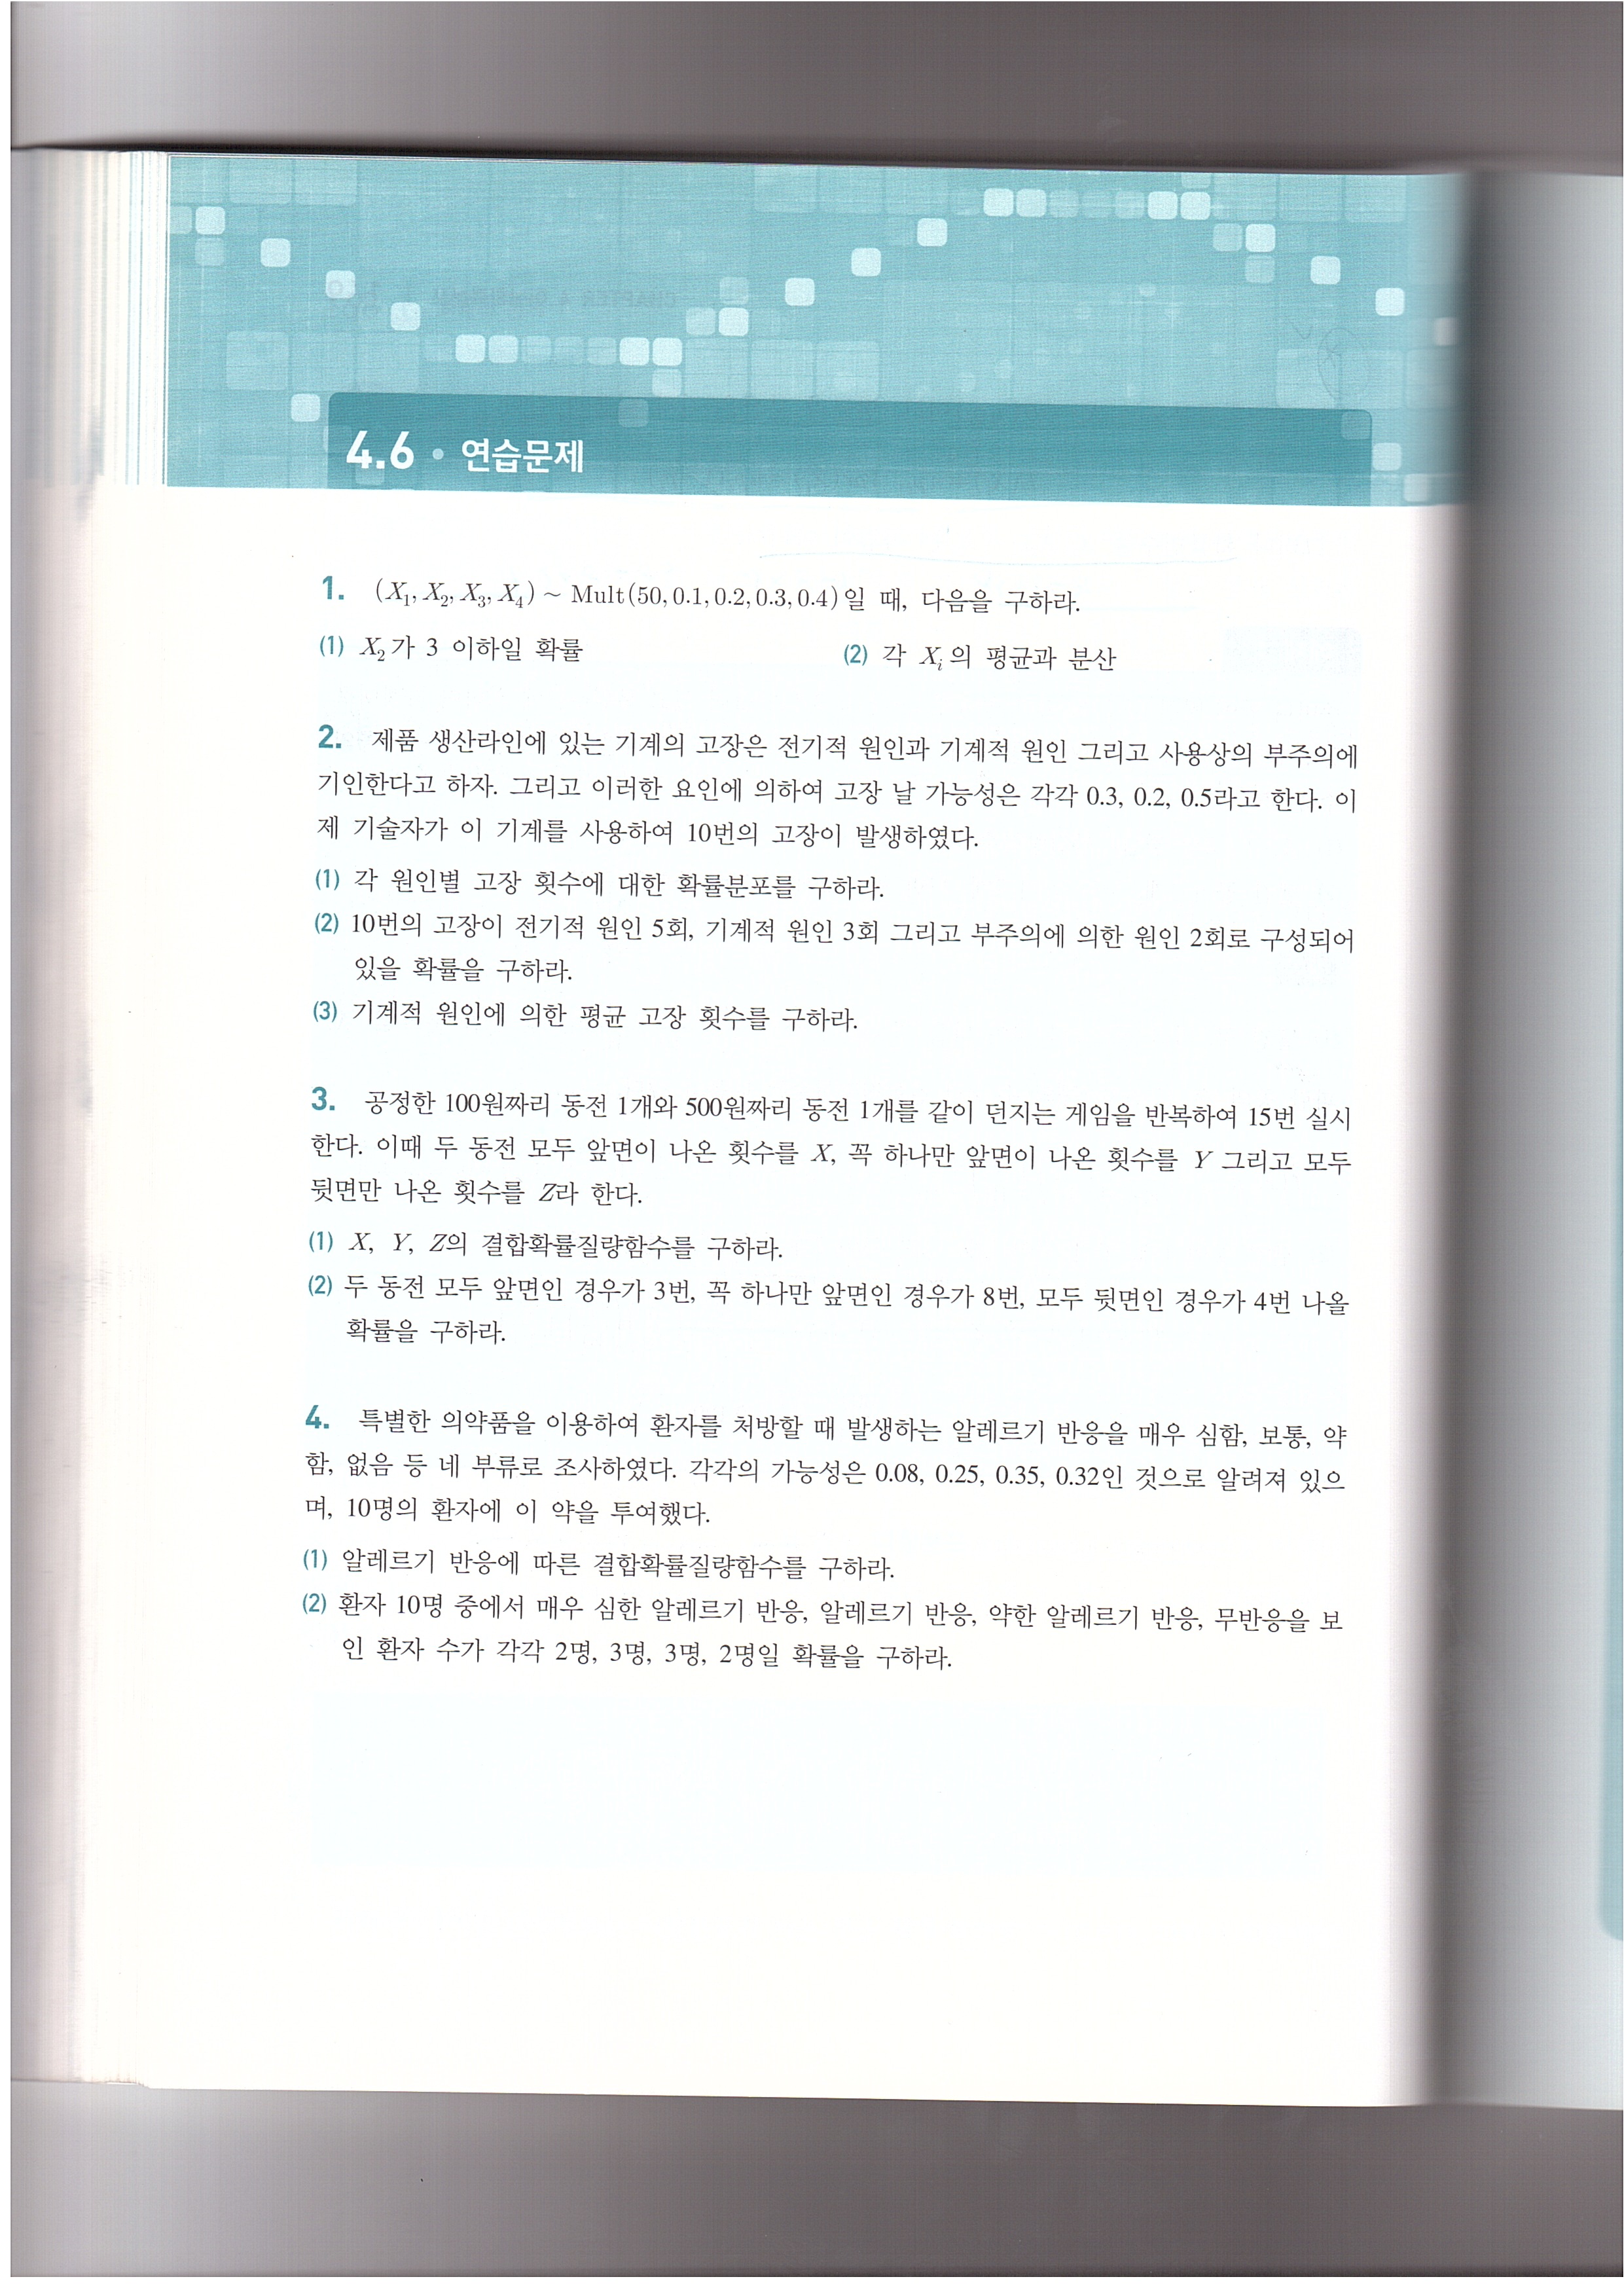 4.6 • 연습문제
1. (X₁, X₂, X₃, X₄) ~ Mult(50, 0.1, 0.2, 0.3, 0.4)일 때, 다음을 구하라.
(1) X₂가 3 이하일 확률 (2) 각 Xᵢ의 평균과 분산
2. 제품 생산라인에 있는 기계의 고장은 전기적 원인과 기계적 원인 그리고 사용상의 부주의에
기인한다고 하자. 그리고 이러한 요인에 의하여 고장 날 가능성은 각각 0.3, 0.2, 0.5라고 한다. 이
제 기술자가 이 기계를 사용하여 10번의 고장이 발생하였다.
(1) 각 원인별 고장 횟수에 대한 확률분포를 구하라.
(2) 10번의 고장이 전기적 원인 5회, 기계적 원인 3회 그리고 부주의에 의한 원인 2회로 구성되어
있을 확률을 구하라.
(3) 기계적 원인에 의한 평균 고장 횟수를 구하라.
3. 공정한 100원짜리 동전 1개와 500원짜리 동전 1개를 같이 던지는 게임을 반복하여 15번 실시
한다. 이때 두 동전 모두 앞면이 나온 횟수를 X, 꼭 하나만 앞면이 나온 횟수를 Y 그리고 모두
뒷면만 나온 횟수를 Z라 한다.
(1) X, Y, Z의 결합확률질량함수를 구하라.
(2) 두 동전 모두 앞면인 경우가 3번, 꼭 하나만 앞면인 경우가 8번, 모두 뒷면인 경우가 4번 나올
확률을 구하라.
4. 특별한 의약품을 이용하여 환자를 처방할 때 발생하는 알레르기 반응을 매우 심함, 보통, 약
함, 없음 등 네 부류로 조사하였다. 각각의 가능성은 0.08, 0.25, 0.35, 0.32인 것으로 알려져 있으
며, 10명의 환자에 이 약을 투여했다.
(1) 알레르기 반응에 따른 결합확률질량함수를 구하라.
(2) 환자 10명 중에서 매우 심한 알레르기 반응, 알레르기 반응, 약한 알레르기 반응, 무반응을 보
인 환자 수가 각각 2명, 3명, 3명, 2명일 확률을 구하라.